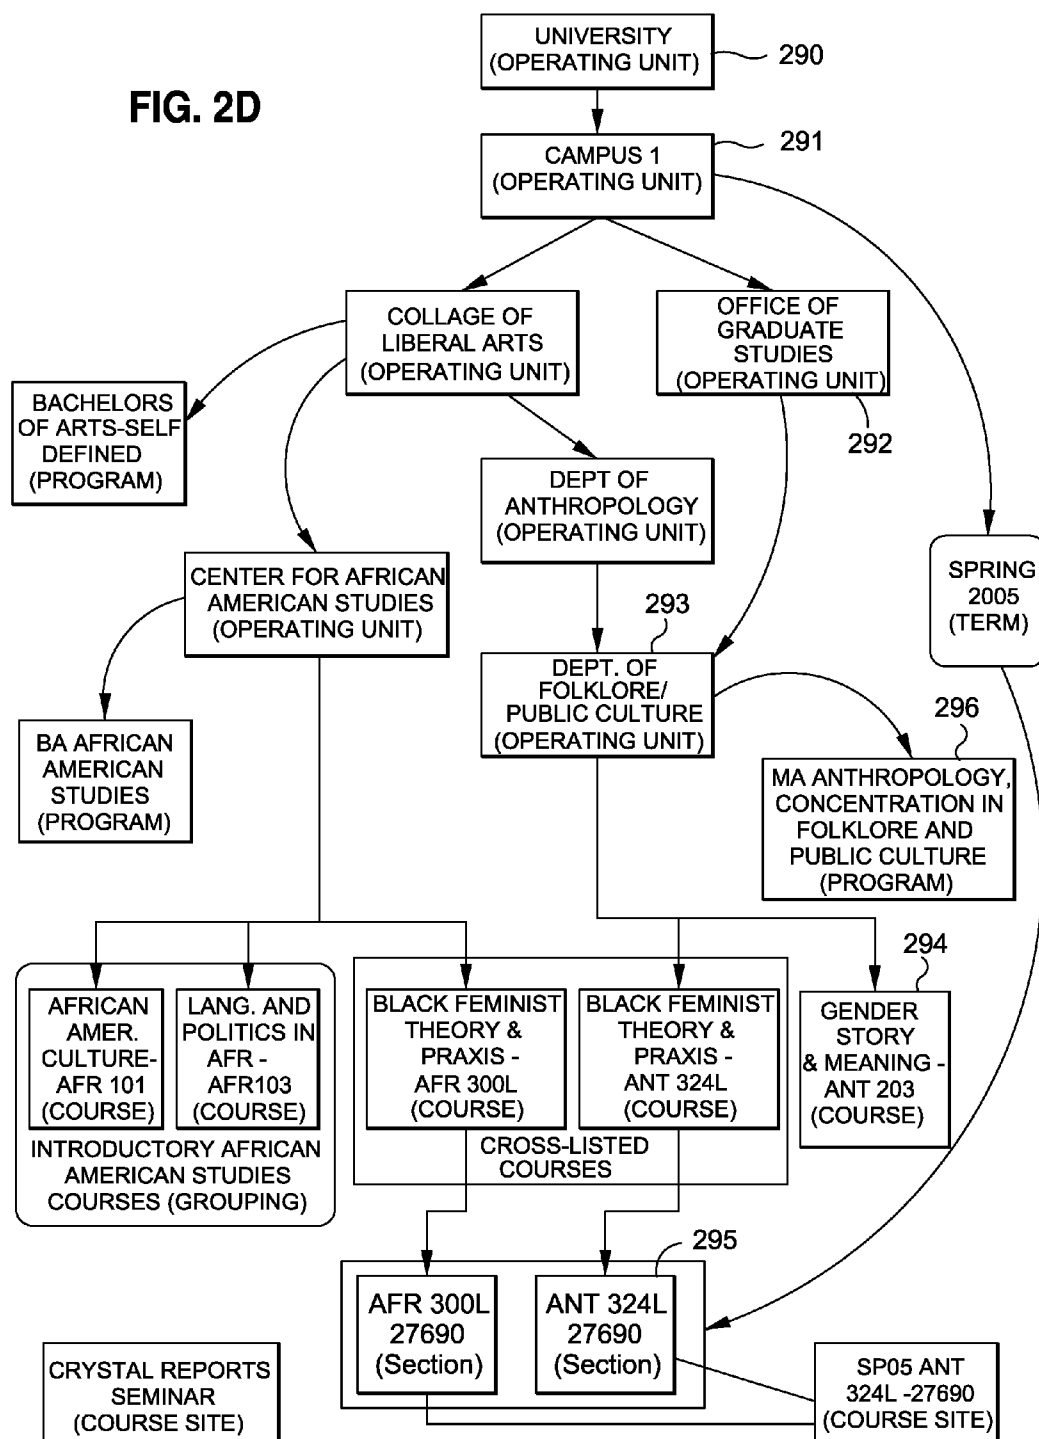 UNIVERSITY
(OPERATING UNIT)
290
FIG. 2D
CAMPUS 1
(OPERATING UNIT)
291
COLLAGE OF
LIBERAL ARTS
(OPERATING UNIT)
OFFICE OF
GRADUATE
STUDIES
(OPERATING UNIT)
292
BACHELORS
OF ARTS-SELF
DEFINED
(PROGRAM)
DEPT OF
ANTHROPOLOGY
(OPERATING UNIT)
CENTER FOR AFRICAN
AMERICAN STUDIES
(OPERATING UNIT)
SPRING
2005
(TERM)
293
DEPT. OF
FOLKLORE/
PUBLIC CULTURE
(OPERATING UNIT)
BA AFRICAN
AMERICAN
STUDIES
(PROGRAM)
296
MA ANTHROPOLOGY,
CONCENTRATION IN
FOLKLORE AND
PUBLIC CULTURE
(PROGRAM)
AFRICAN
AMER.
CULTURE-
AFR 101
(COURSE)
LANG. AND
POLITICS IN
AFR -
AFR103
(COURSE)
INTRODUCTORY AFRICAN
AMERICAN STUDIES
COURSES (GROUPING)
BLACK FEMINIST
THEORY &
PRAXIS -
AFR 300L
(COURSE)
BLACK FEMINIST
THEORY &
PRAXIS -
ANT 324L
(COURSE)
CROSS-LISTED
COURSES
294
GENDER
STORY
& MEANING -
ANT 203
(COURSE)
295
AFR 300L
27690
(Section)
ANT 324L
27690
(Section)
CRYSTAL REPORTS
SEMINAR
(COURSE SITE)
SP05 ANT
324L -27690
(COURSE SITE)